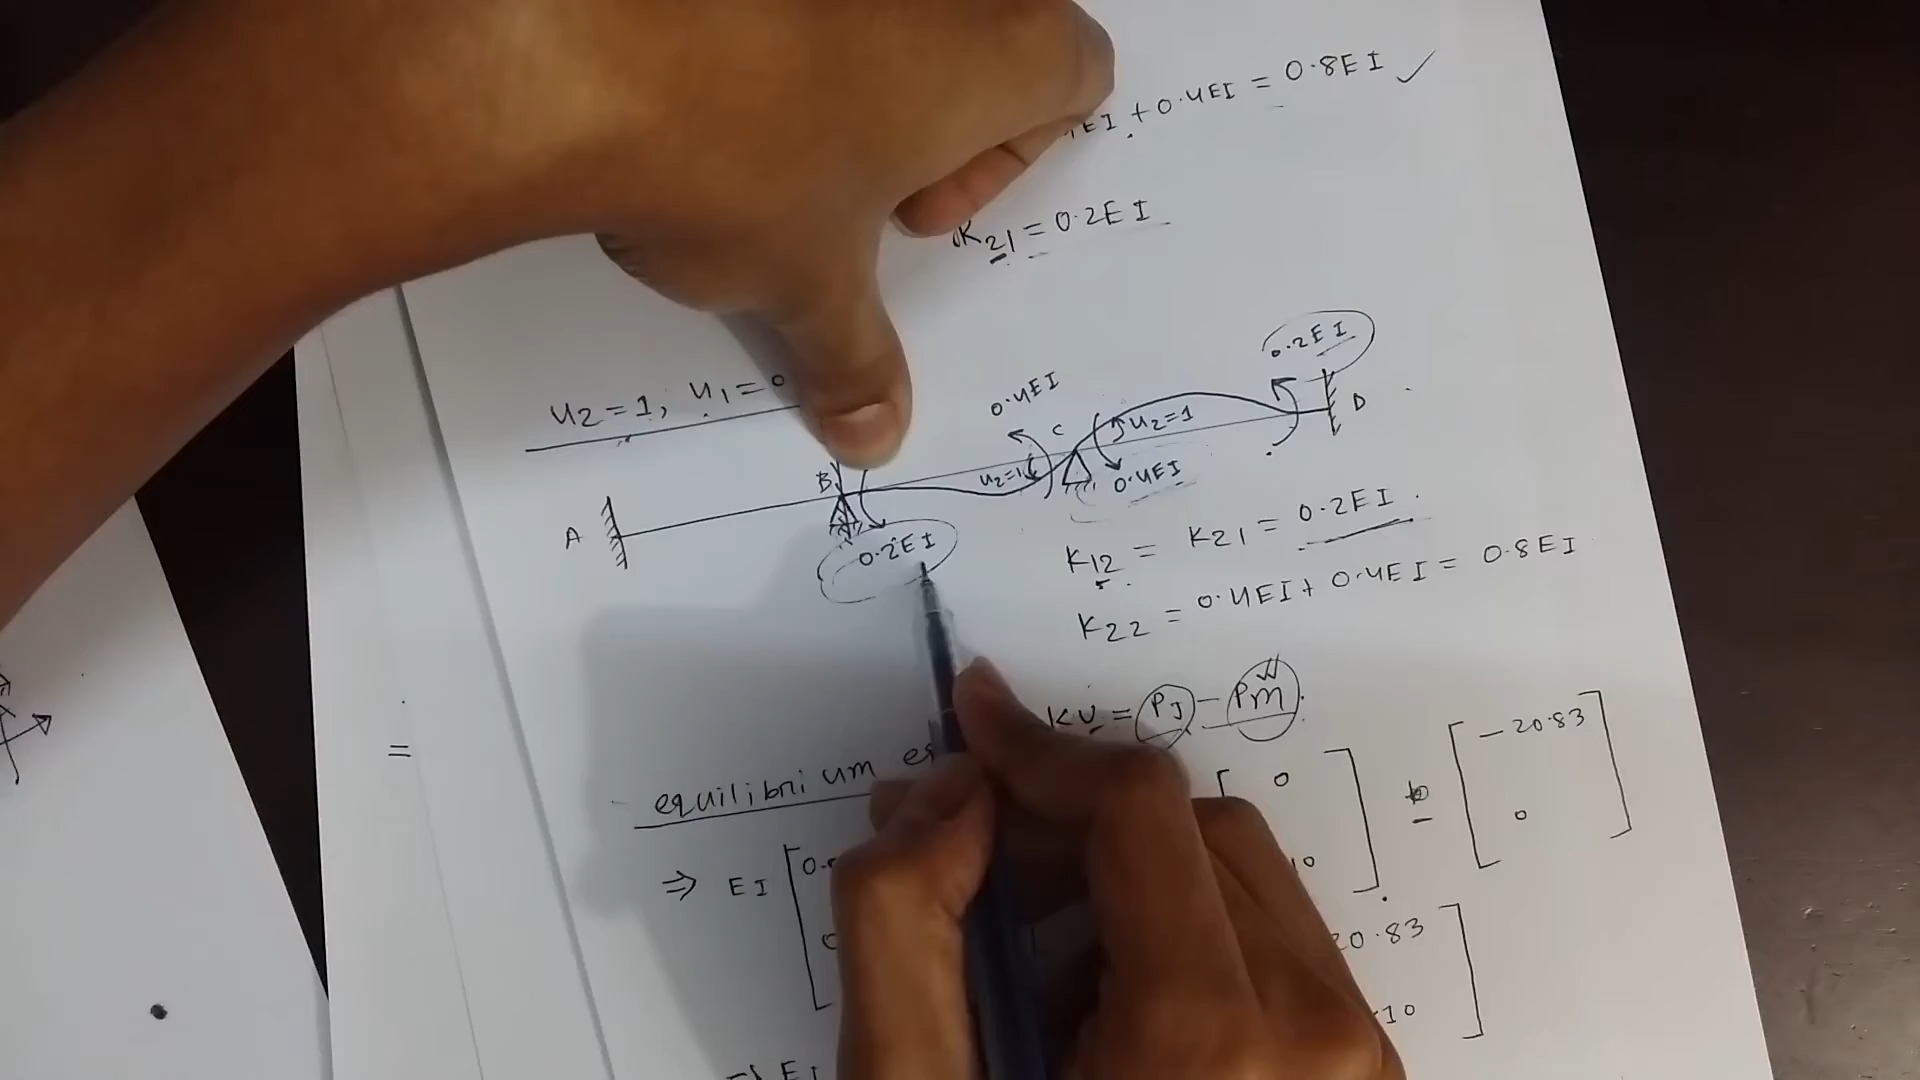 + 0.4EI = 0.8EI ✓
K21 = 0.2EI
u2 = 1, u1 = 0
0.2EI
0.4EI
C
u2=1
D
B
u2=1
0.4EI
A
0.2EI
K12 = K21 = 0.2EI
K22 = 0.4EI + 0.4EI = 0.8EI
KU = PJ - Pm
equilibrium
⇒ EI
0
10
- 20.83
0
=
20.83
10
EI